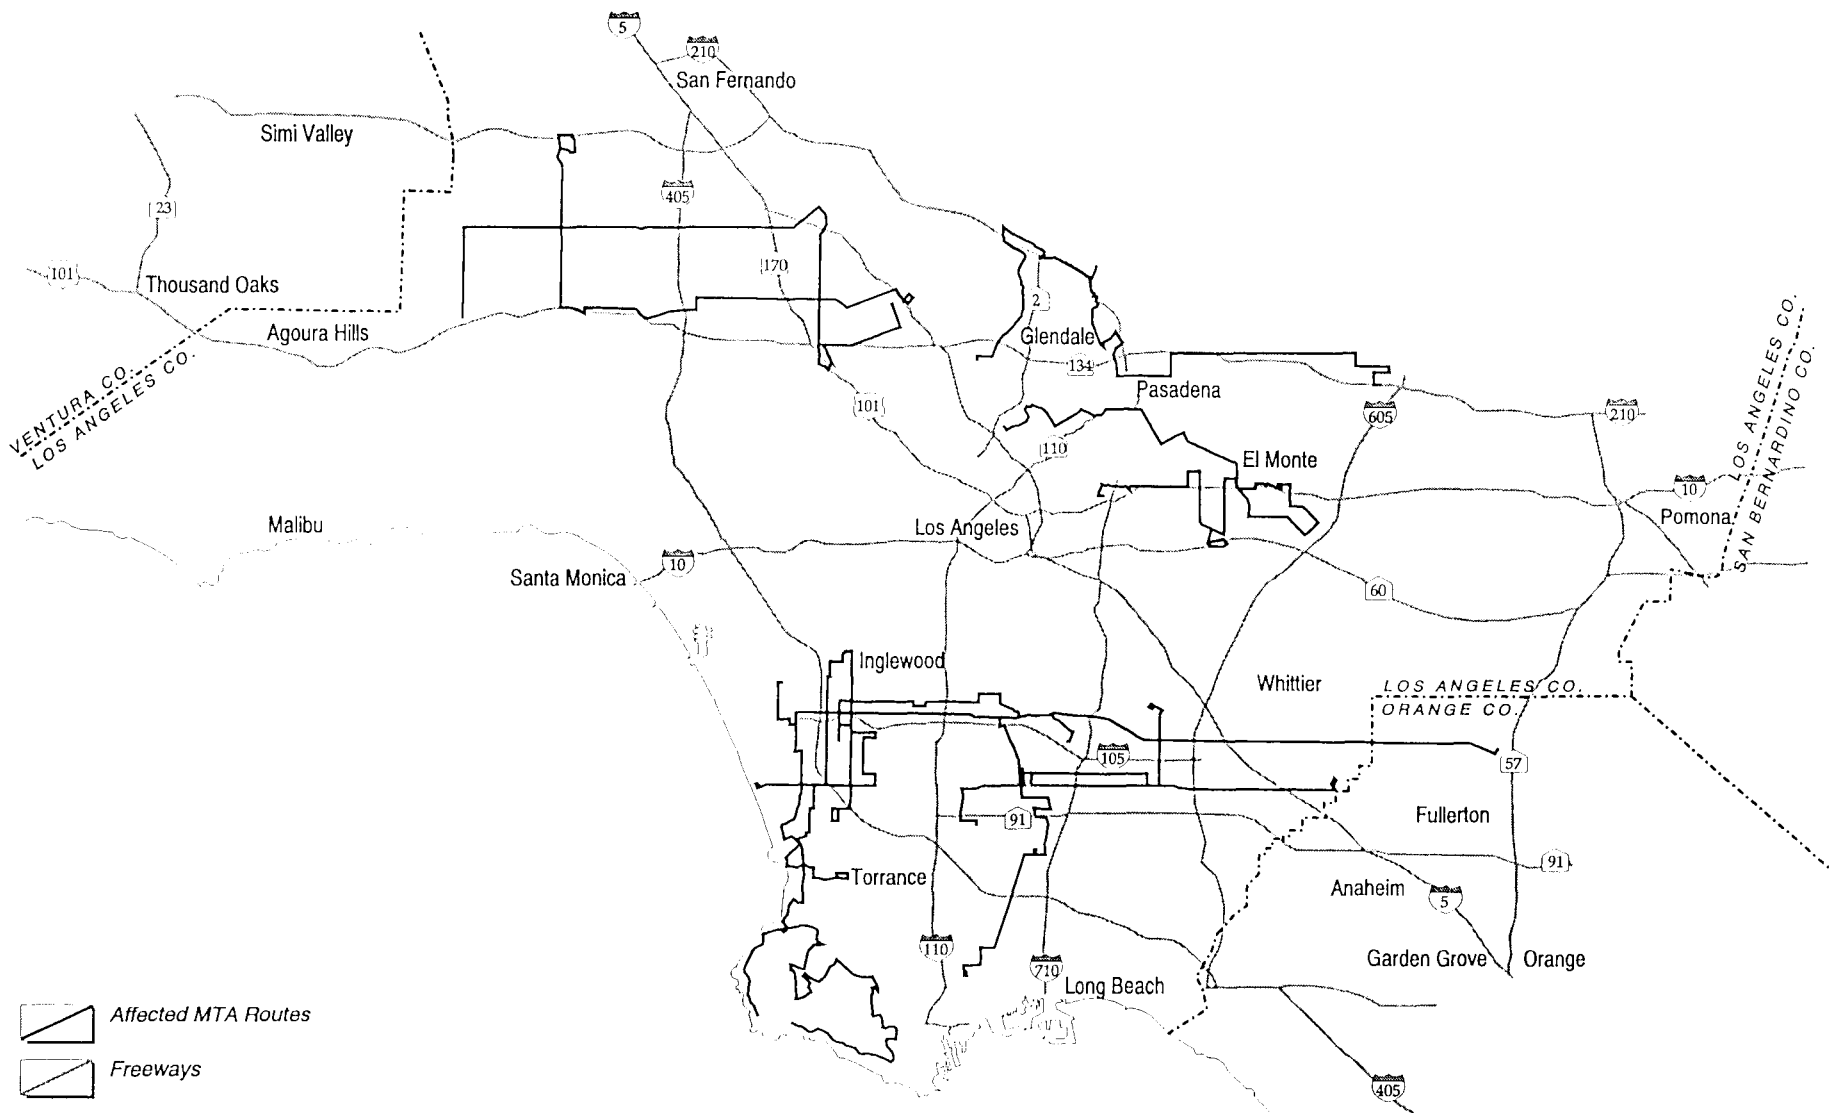 5
210
San Fernando
Simi Valley
405
23
170
101
Thousand Oaks
2
Agoura Hills
Glendale
134
VENTURA CO.
LOS ANGELES CO.
Pasadena
101
605
210
LOS ANGELES CO.
SAN BERNARDINO CO.
110
El Monte
10
Pomona
Malibu
Los Angeles
10
Santa Monica
60
Inglewood
Whittier
LOS ANGELES CO.
ORANGE CO.
105
57
91
Fullerton
91
Torrance
Anaheim
5
110
710
Garden Grove
Orange
Long Beach
Affected MTA Routes
Freeways
405